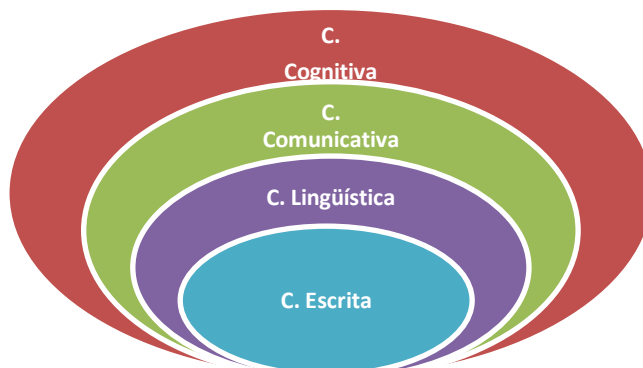 C.
Cognitiva
C.
Comunicativa
C. Lingüística
C. Escrita